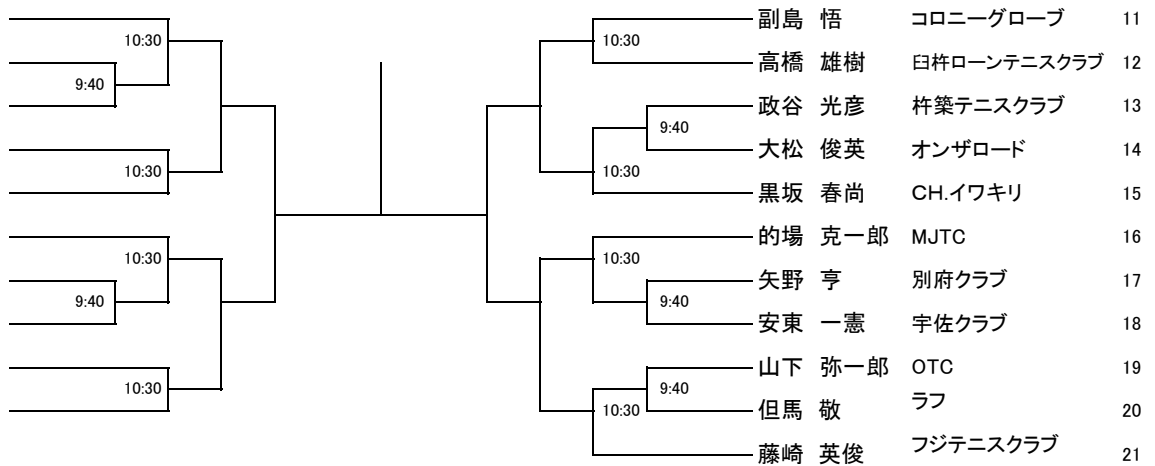 副島 悟 コロニーグローブ 11
10:30 10:30
高橋 雄樹 臼杵ローンテニスクラブ 12
9:40
政谷 光彦 杵築テニスクラブ 13
9:40
大松 俊英 オンザロード 14
10:30 10:30
黒坂 春尚 CH.イワキリ 15
的場 克一郎 MJTC 16
10:30 10:30
矢野 亨 別府クラブ 17
9:40 9:40
安東 一憲 宇佐クラブ 18
山下 弥一郎 OTC 19
10:30 9:40
但馬 敬 ラフ 20
10:30
藤崎 英俊 フジテニスクラブ 21